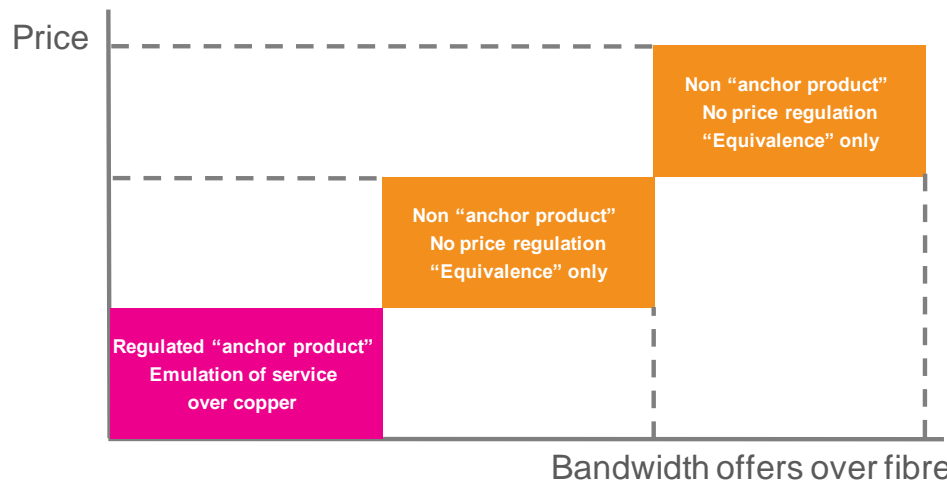 Price
Non “anchor product”
No price regulation
“Equivalence” only
Non “anchor product”
No price regulation
“Equivalence” only
Regulated “anchor product”
Emulation of service
over copper
Bandwidth offers over fibre